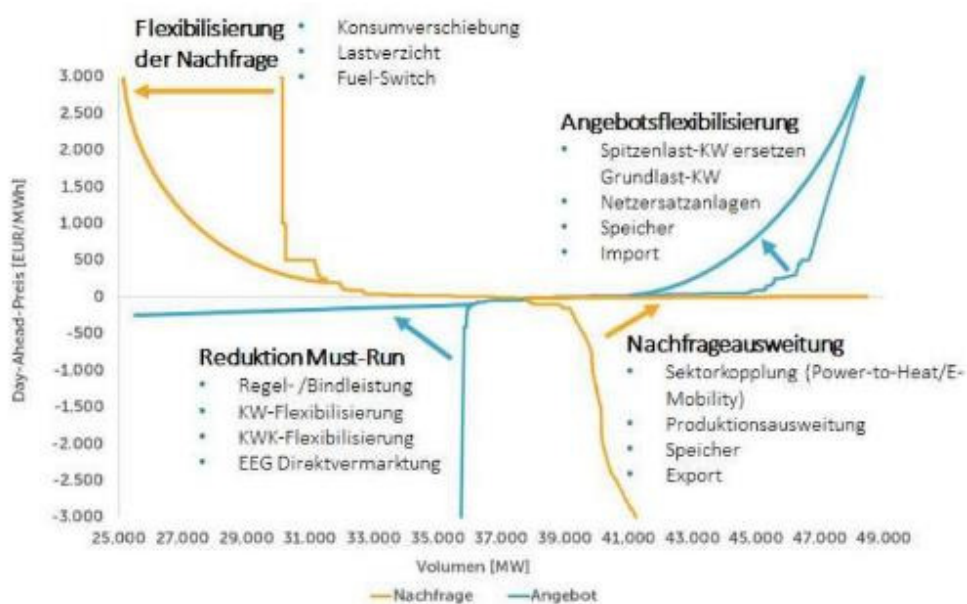 Flexibilisierung
der Nachfrage
• Konsumverschiebung
• Lastverzicht
• Fuel-Switch
Angebotsflexibilisierung
• Spitzenlast-KW ersetzen
Grundlast-KW
• Netzersatzanlagen
• Speicher
• Import
Reduktion Must-Run
• Regel- /Bindleistung
• KW-Flexibilisierung
• KWK-Flexibilisierung
• EEG Direktvermarktung
Nachfrageausweitung
• Sektorkopplung (Power-to-Heat/E-
Mobility)
• Produktionsausweitung
• Speicher
• Export
Day-Ahead-Preis [EUR/MWh]
3.000
2.500
2.000
1.500
1.000
500
0
-500
-1.000
-1.500
-2.000
-2.500
-3.000
25.000 27.000 29.000 31.000 33.000 35.000 37.000 39.000 41.000 43.000 45.000 47.000 49.000
Volumen [MW]
Nachfrage Angebot